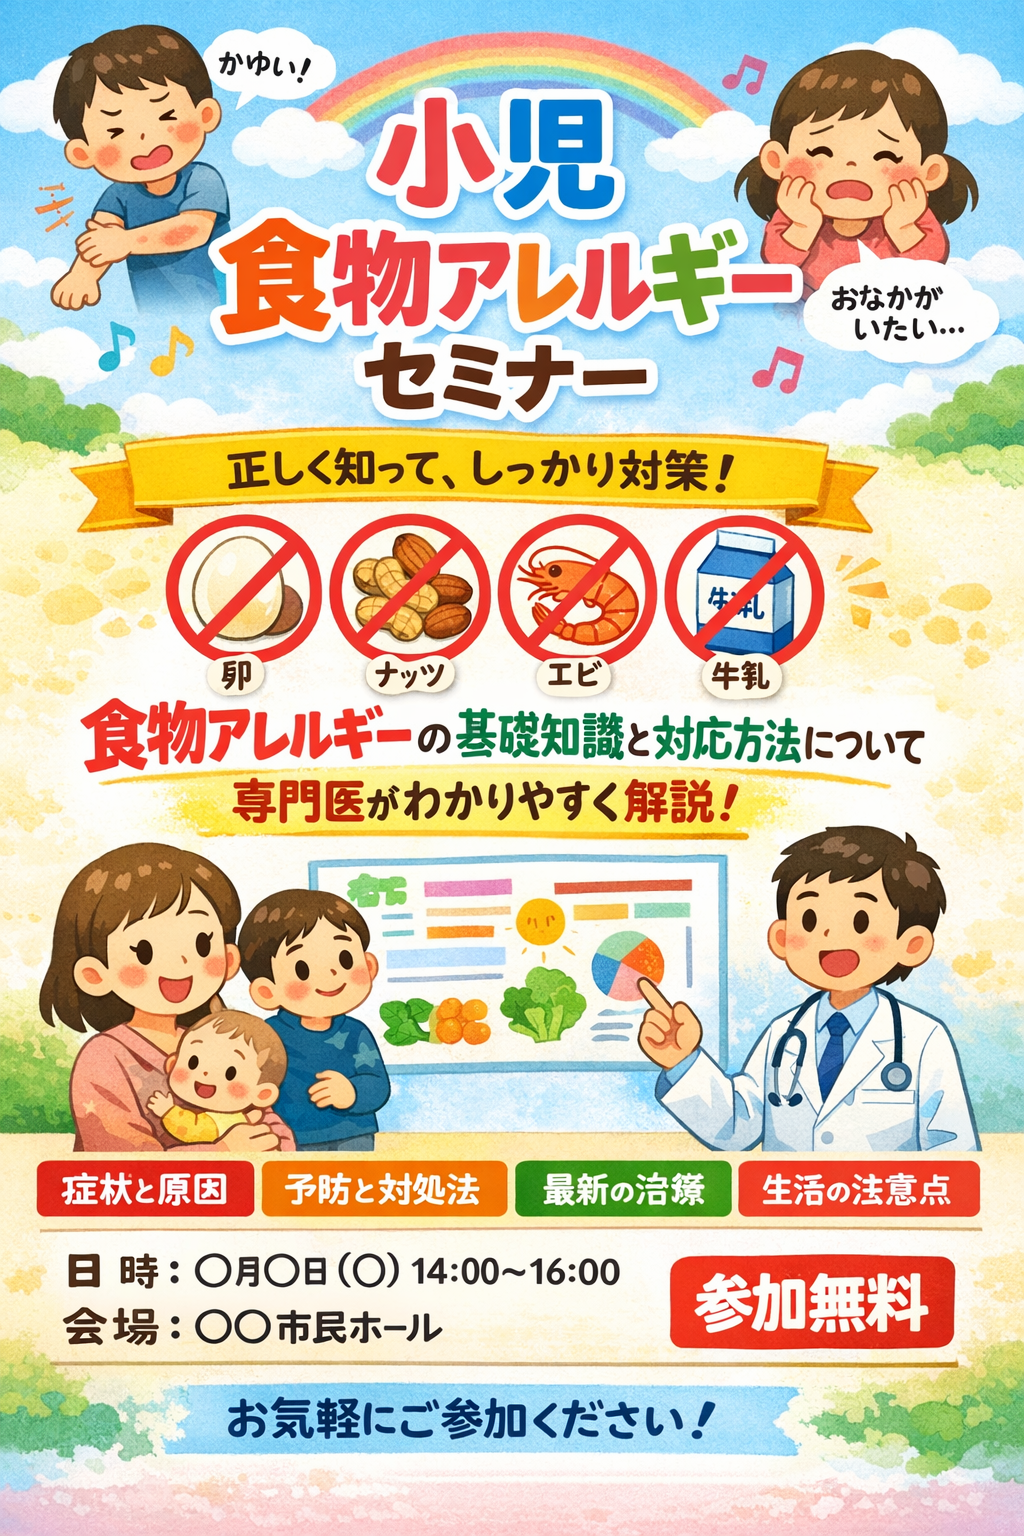 かゆい!
小児
食物アレルギー
セミナー
おなかが
いたい…
正しく知って、しっかり対策!
卵
ナッツ
エビ
牛乳
食物アレルギーの基礎知識と対応方法について
専門医がわかりやすく解説!
症状と原因
予防と対処法
最新の治療
生活の注意点
日時：〇月〇日（〇）14:00～16:00
会場：〇〇市民ホール
参加無料
お気軽にご参加ください!